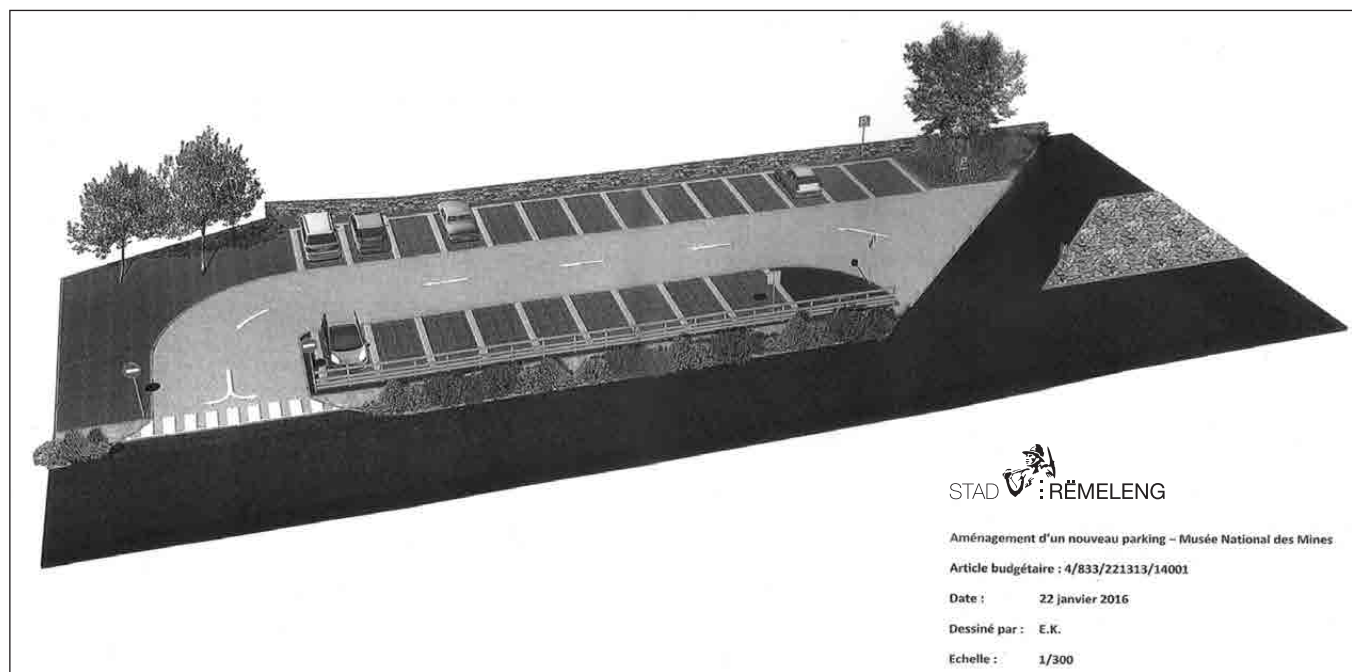 STAD RËMELENG
Aménagement d'un nouveau parking – Musée National des Mines
Article budgétaire : 4/833/221313/14001
Date : 22 janvier 2016
Dessiné par : E.K.
Echelle : 1/300